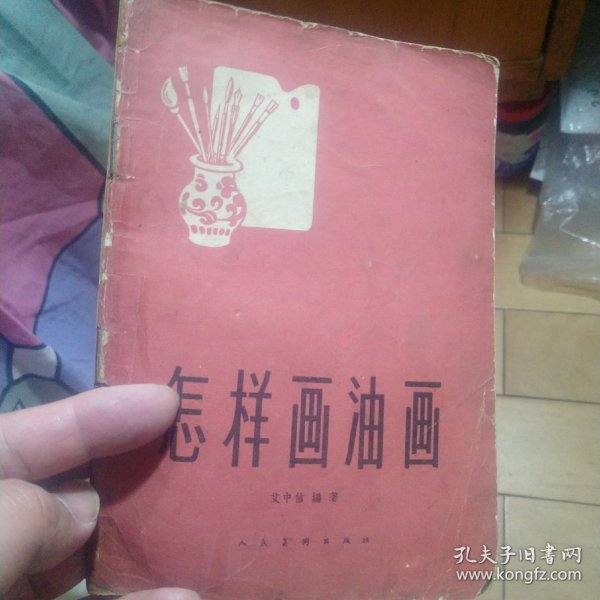 怎样画油画
艾中信 编著
人民美术出版社
孔夫子旧书网
www.kongfz.com